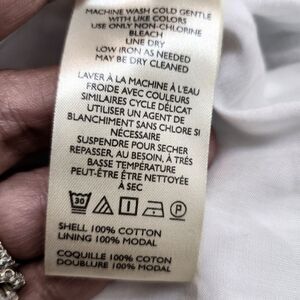 MACHINE WASH COLD GENTLE
WITH LIKE COLORS
USE ONLY NON-CHLORINE
BLEACH
LINE DRY
LOW IRON AS NEEDED
MAY BE DRY CLEANED
LAVER À LA MACHINE À L'EAU
FROIDE AVEC COULEURS
SIMILAIRES CYCLE DÉLICAT
UTILISER UN AGENT DE
BLANCHIMENT SANS CHLORE SI
NÉCESSAIRE
SUSPENDRE POUR SECHER
REPASSER, AU BESOIN, À TRÈS
BASSE TEMPÉRATURE
PEUT-ÊTRE ÊTRE NETTOYÉE
À SEC
30 P
SHELL 100% COTTON
LINING 100% MODAL
COQUILLE 100% COTON
DOUBLURE 100% MODAL